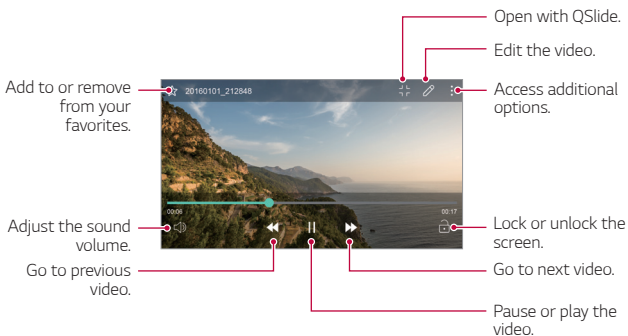 Open with QSlide.
Edit the video.
Add to or remove
from your
favorites.
20160101_212848
Access additional
options.
00:06
00:17
Adjust the sound
volume.
Lock or unlock the
screen.
Go to previous
video.
Go to next video.
Pause or play the
video.